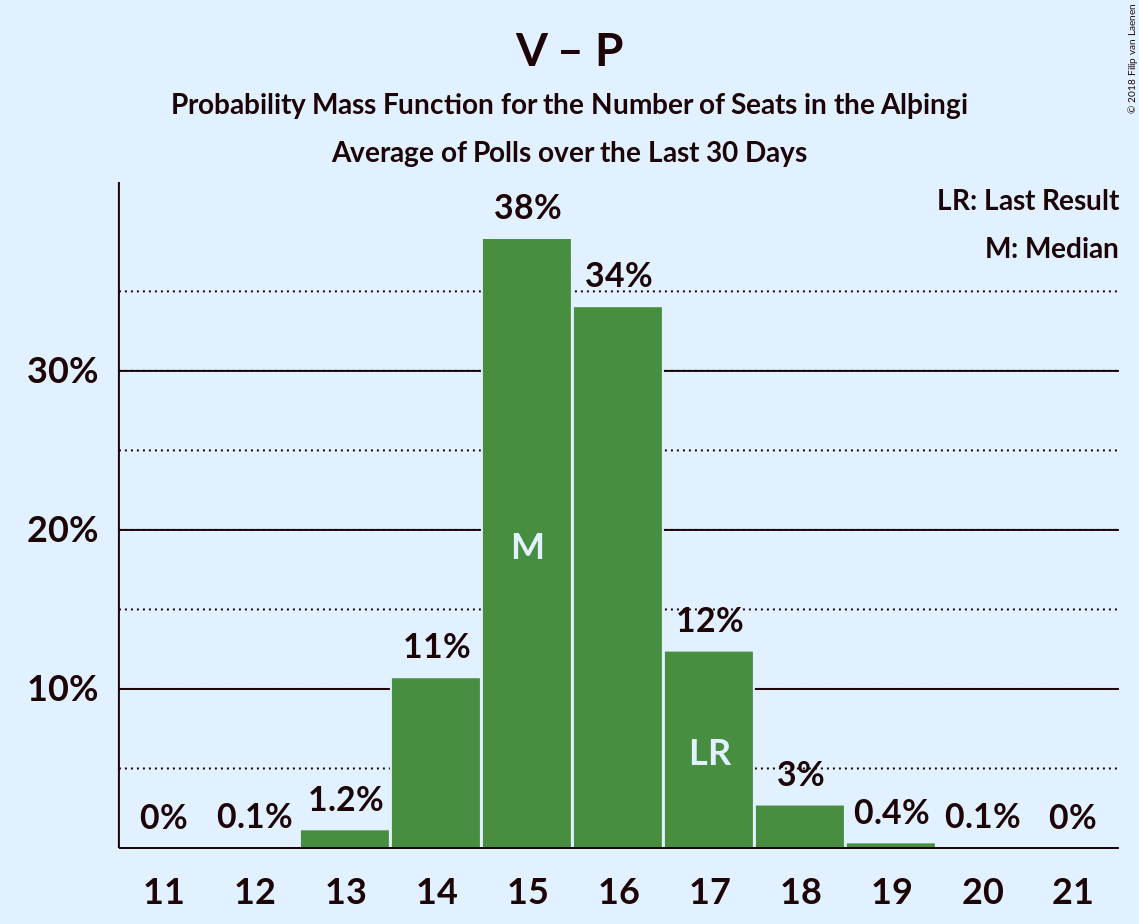 V – P
Probability Mass Function for the Number of Seats in the Alþingi
Average of Polls over the Last 30 Days
© 2018 Filip van Laenen
LR: Last Result
M: Median
38%
34%
30%
20%
M
12%
11%
10%
LR
3%
1.2%
0% 0.1% 0.4% 0.1% 0%
11 12 13 14 15 16 17 18 19 20 21